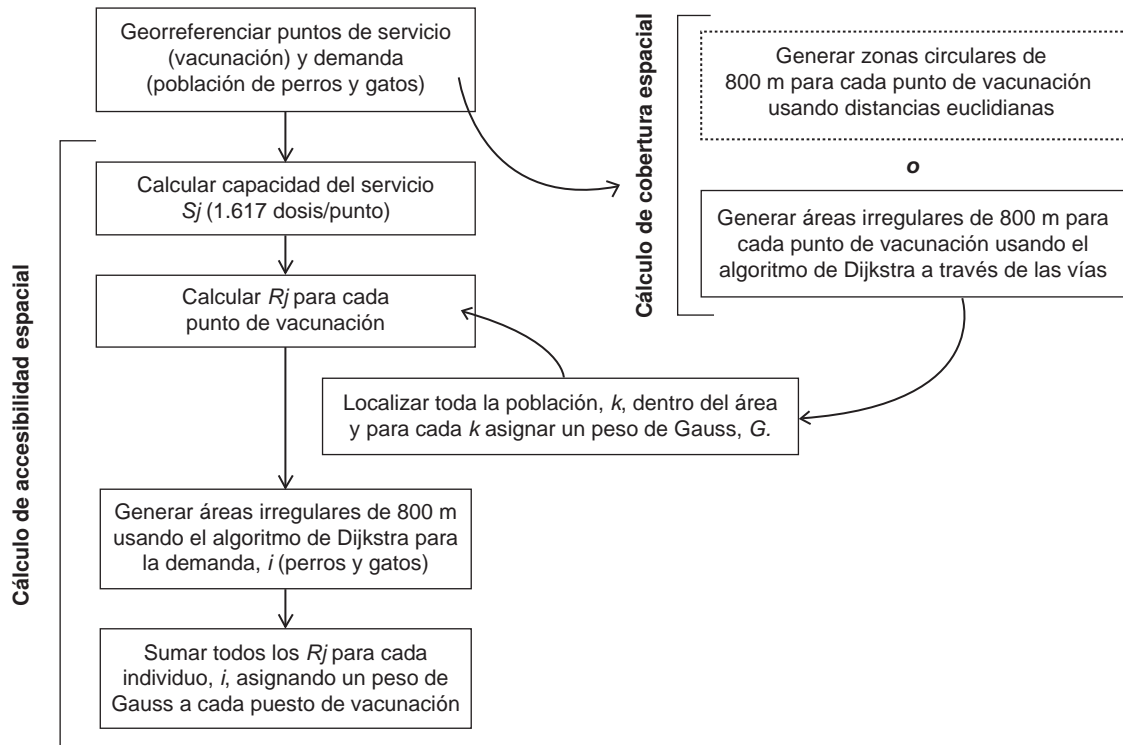 Georreferenciar puntos de servicio
(vacunación) y demanda
(población de perros y gatos)
Cálculo de accesibilidad espacial
Calcular capacidad del servicio
Sj (1.617 dosis/punto)
Calcular Rj para cada
punto de vacunación
Cálculo de cobertura espacial
Generar zonas circulares de
800 m para cada punto de vacunación
usando distancias euclidianas
o
Generar áreas irregulares de 800 m para
cada punto de vacunación usando el
algoritmo de Dijkstra a través de las vías
Localizar toda la población, k, dentro del área
y para cada k asignar un peso de Gauss, G.
Generar áreas irregulares de 800 m
usando el algoritmo de Dijkstra para
la demanda, i (perros y gatos)
Sumar todos los Rj para cada
individuo, i, asignando un peso de
Gauss a cada puesto de vacunación